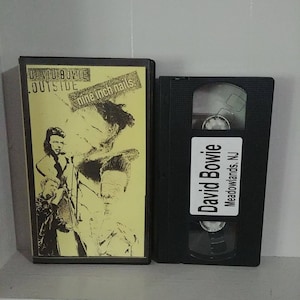 DAVID BOWIE
OUTSIDE
nine inch nails
David Bowie
Meadowlands, NJ